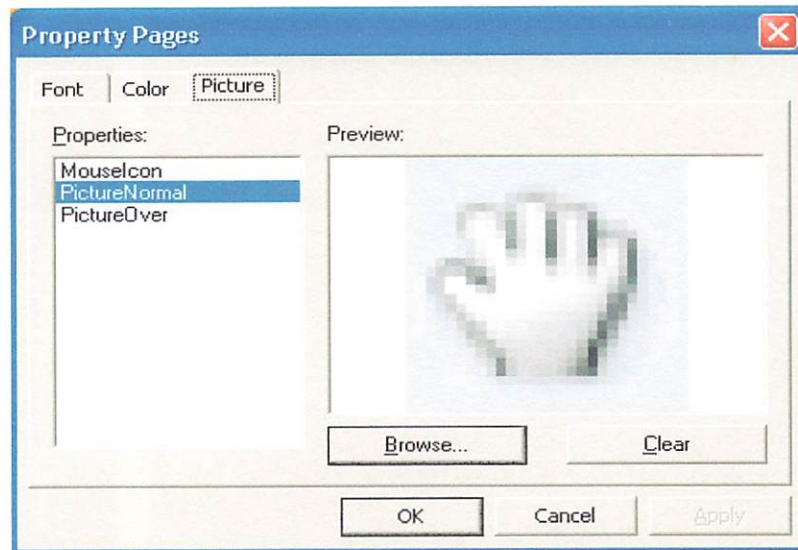 Property Pages
Font Color Picture
Properties:
MouseIcon
PictureNormal
PictureOver
Preview:
Browse... Clear
OK Cancel Apply